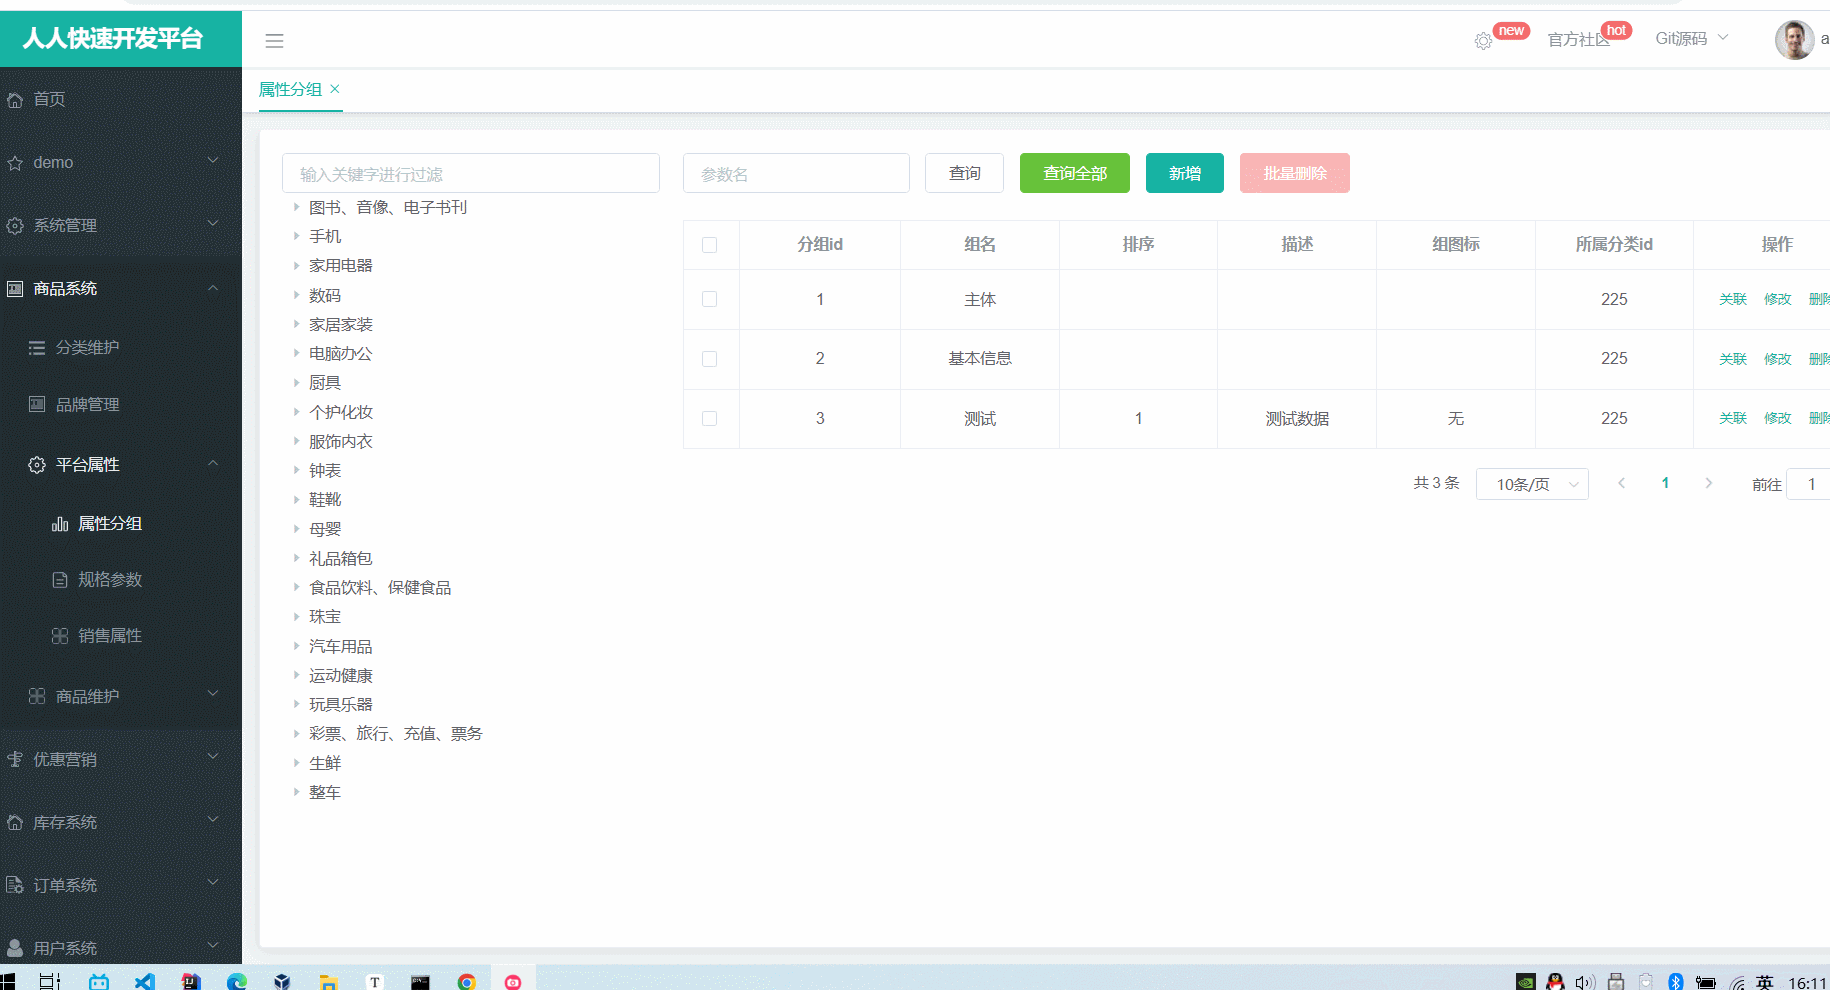 人人快速开发平台
new
官方社区
hot
Git源码
a
属性分组 ×
首页
demo
系统管理
商品系统
分类维护
品牌管理
平台属性
属性分组
规格参数
销售属性
商品维护
优惠营销
库存系统
订单系统
用户系统
输入关键字进行过滤
图书、音像、电子书刊
手机
家用电器
数码
家居家装
电脑办公
厨具
个护化妆
服饰内衣
钟表
鞋靴
母婴
礼品箱包
食品饮料、保健食品
珠宝
汽车用品
运动健康
玩具乐器
彩票、旅行、充值、票务
生鲜
整车
参数名 查询 查询全部 新增 批量删除
分组id 组名 排序 描述 组图标 所属分类id 操作
1 主体 225 关联 修改 删除
2 基本信息 225 关联 修改 删除
3 测试 1 测试数据 无 225 关联 修改 删除
共 3 条 10条/页 1 前往 1
英 16:11